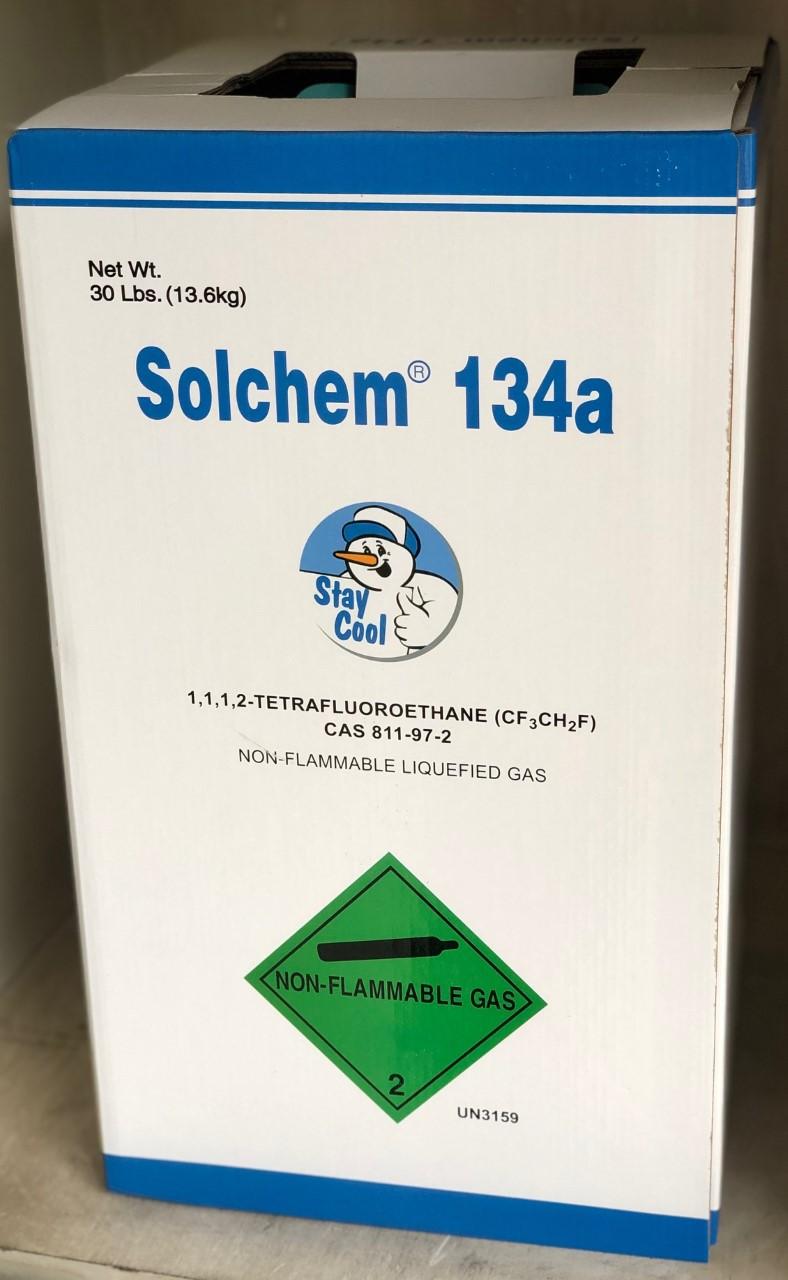 Net Wt.
30 Lbs. (13.6kg)
Solchem® 134a
Stay
Cool
1,1,1,2-TETRAFLUOROETHANE (CF₃CH₂F)
CAS 811-97-2
NON-FLAMMABLE LIQUEFIED GAS
NON-FLAMMABLE GAS
2
UN3159